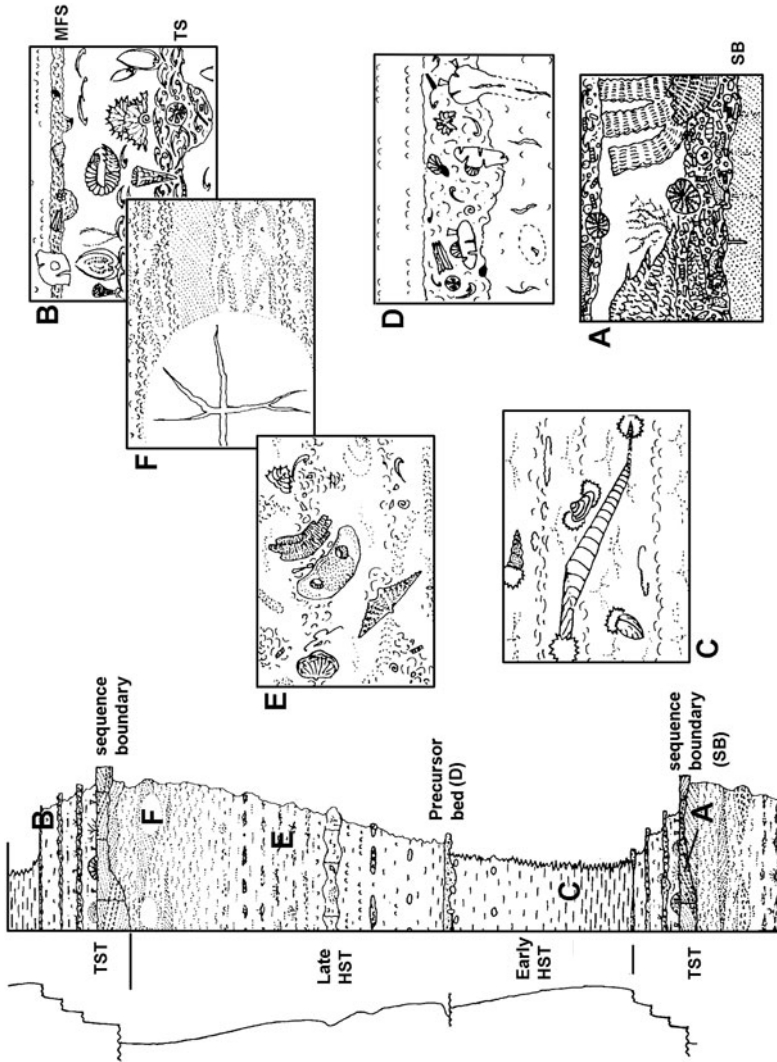 B
MFS
TS
F
D
E
A
SB
C
sequence
boundary
Precursor
bed (D)
sequence
boundary
(SB)
B
F
E
C
A
TST
Late
HST
Early
HST
TST